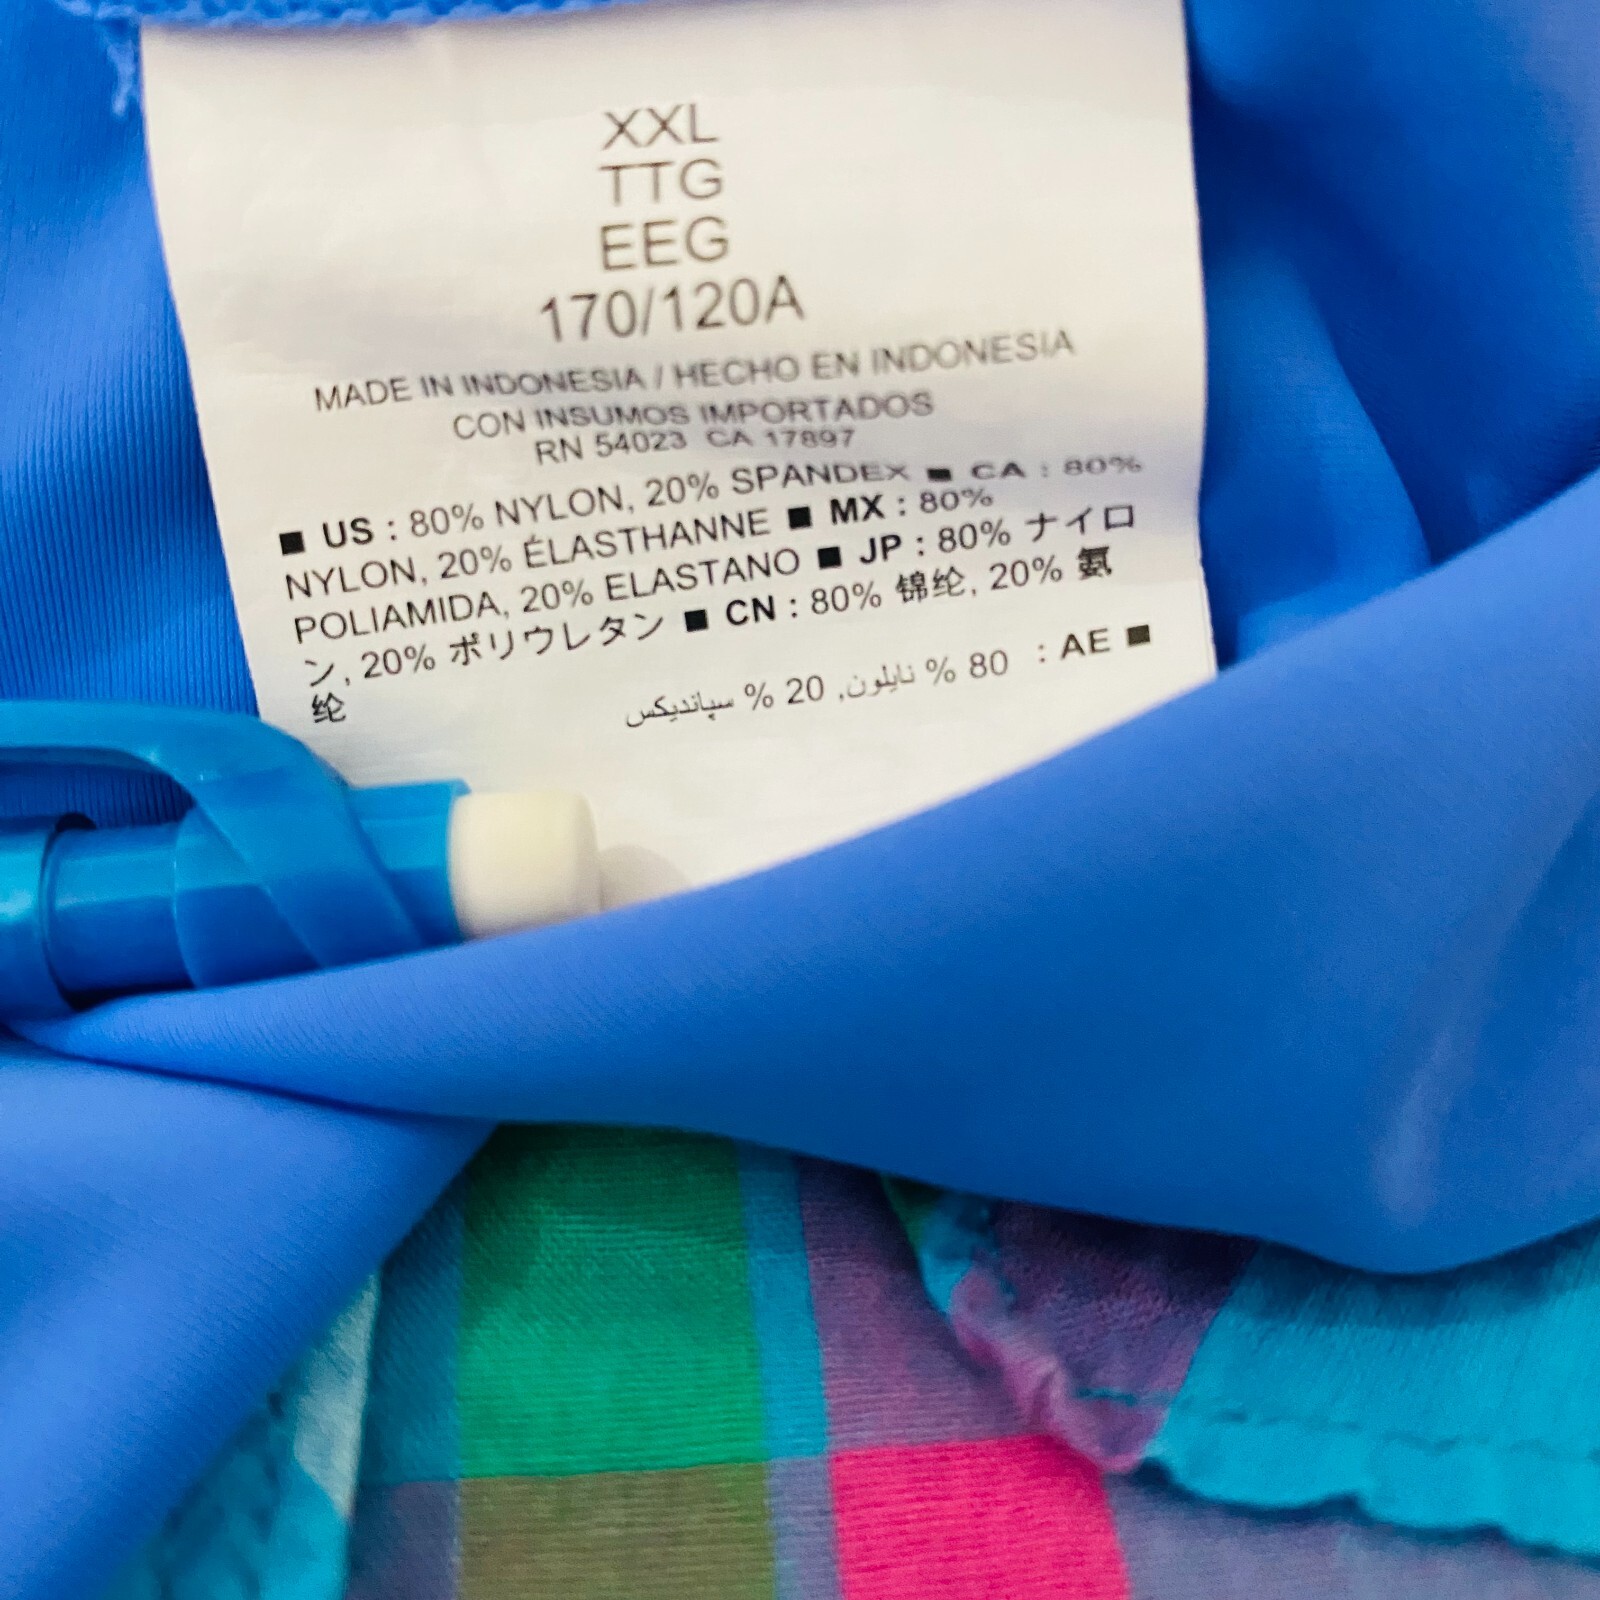 XXL
TTG
EEG
170/120A
MADE IN INDONESIA / HECHO EN INDONESIA
CON INSUMOS IMPORTADOS
RN 54023 CA 17897
■ US : 80% NYLON, 20% SPANDEX ■ CA : 80%
NYLON, 20% ÉLASTHANNE ■ MX : 80%
POLIAMIDA, 20% ELASTANO ■ JP : 80% ナイロ
ン, 20% ポリウレタン ■ CN : 80% 锦纶, 20% 氨
纶
■ AE : 80 % نايلون, 20 % سپانديكس